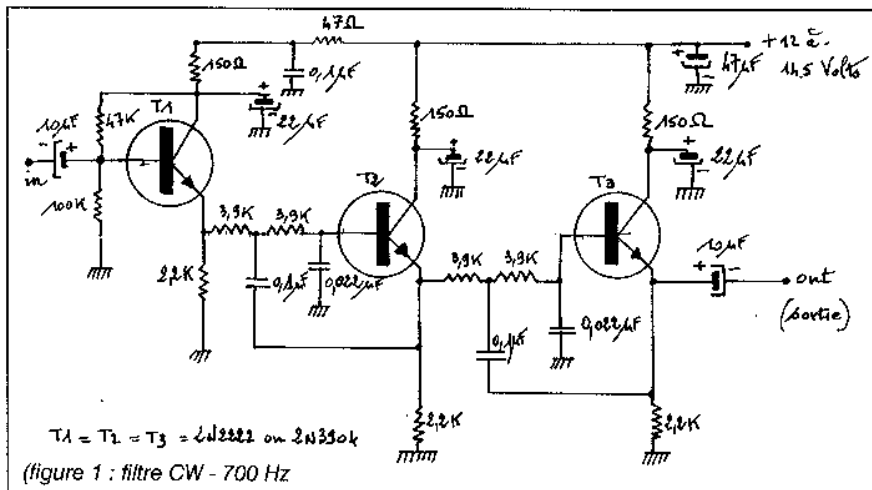 47Ω
150Ω
0,1µF
+ 12 à
14,5 Volts
+
47µF
-
T1
47K
10µF
-
+
in
100K
+
22µF
-
150Ω
+
22µF
-
150Ω
+
22µF
-
T2
T3
3,9K
3,9K
2,2K
0,1µF
0,022µF
3,9K
3,9K
10µF
+
-
out
(sortie)
0,1µF
0,022µF
2,2K
2,2K
T1 = T2 = T3 = 2N2222 ou 2N3904
(figure 1 : filtre CW - 700 Hz